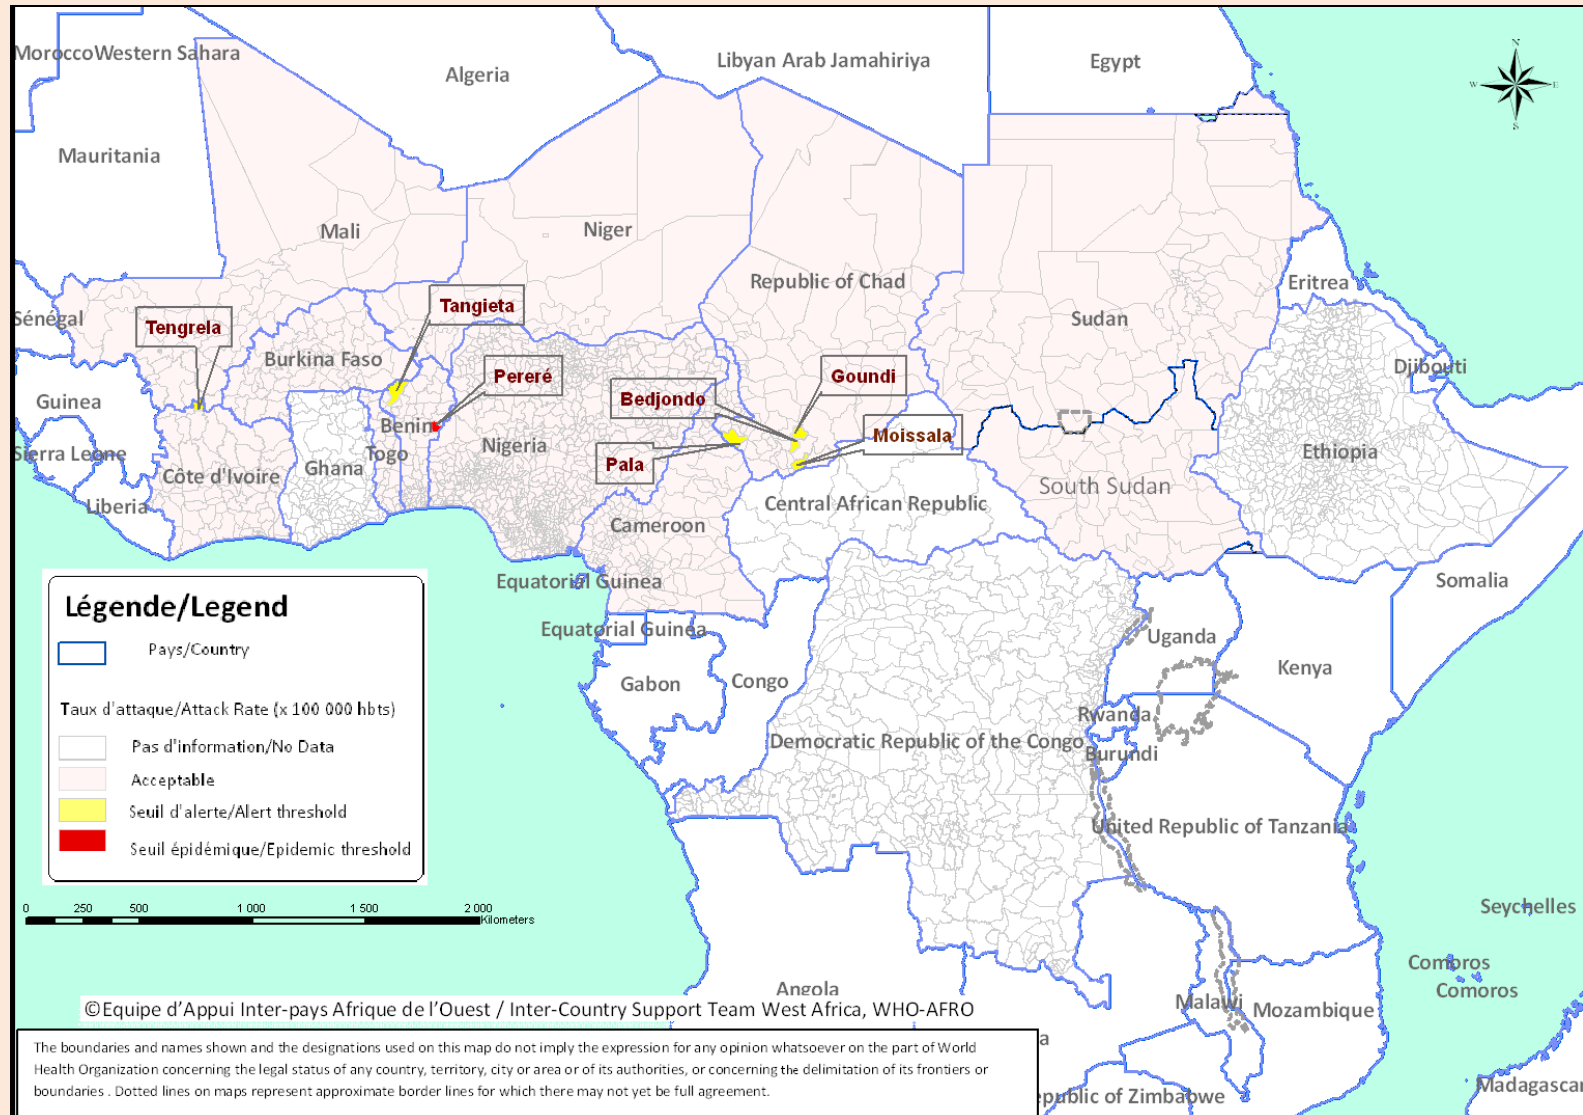 N
W E
S
Morocco Western Sahara
Algeria
Libyan Arab Jamahiriya
Egypt
Mauritania
Mali
Niger
Republic of Chad
Sudan
Eritrea
Sénégal
Tengrela
Tangieta
Burkina Faso
Pereré
Bedjondo
Goundi
Djibouti
Guinea
Benin
Nigeria
Moissala
Sierra Leone
Côte d'Ivoire
Ghana
Togo
Pala
Ethiopia
Liberia
Cameroon
Central African Republic
South Sudan
Equatorial Guinea
Somalia
Equatorial Guinea
Uganda
Kenya
Gabon
Congo
Rwanda
Democratic Republic of the Congo
Burundi
United Republic of Tanzania
Seychelles
Comoros
Comoros
Angola
Malawi
Mozambique
a
epublic of Zimbabwe
Madagascar
Légende/Legend
Pays/Country
Taux d'attaque/Attack Rate (x 100 000 hbts)
Pas d'information/No Data
Acceptable
Seuil d'alerte/Alert threshold
Seuil épidémique/Epidemic threshold
0 250 500 1 000 1 500 2 000
Kilometers
©Equipe d’Appui Inter-pays Afrique de l’Ouest / Inter-Country Support Team West Africa, WHO-AFRO
The boundaries and names shown and the designations used on this map do not imply the expression for any opinion whatsoever on the part of World
Health Organization concerning the legal status of any country, territory, city or area or of its authorities, or concerning the delimitation of its frontiers or
boundaries . Dotted lines on maps represent approximate border lines for which there may not yet be full agreement.